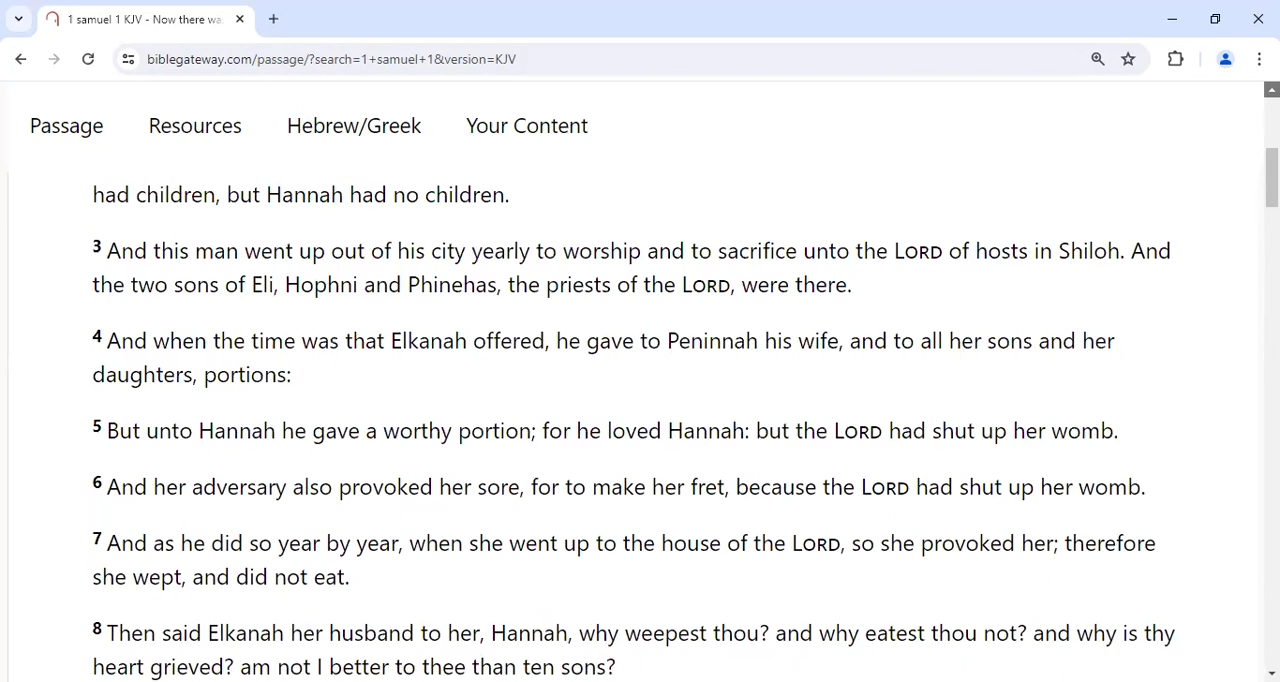 1 samuel 1 KJV - Now there wa
biblegateway.com/passage/?search=1+samuel+1&version=KJV
Passage Resources Hebrew/Greek Your Content
had children, but Hannah had no children.
3 And this man went up out of his city yearly to worship and to sacrifice unto the LORD of hosts in Shiloh. And
the two sons of Eli, Hophni and Phinehas, the priests of the LORD, were there.
4 And when the time was that Elkanah offered, he gave to Peninnah his wife, and to all her sons and her
daughters, portions:
5 But unto Hannah he gave a worthy portion; for he loved Hannah: but the LORD had shut up her womb.
6 And her adversary also provoked her sore, for to make her fret, because the LORD had shut up her womb.
7 And as he did so year by year, when she went up to the house of the LORD, so she provoked her; therefore
she wept, and did not eat.
8 Then said Elkanah her husband to her, Hannah, why weepest thou? and why eatest thou not? and why is thy
heart grieved? am not I better to thee than ten sons?